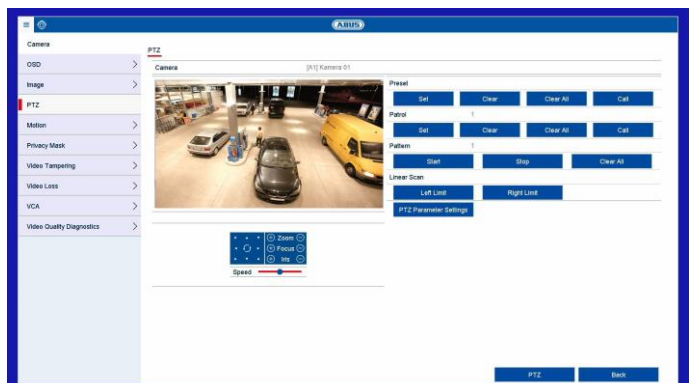 ABUS
Camera
OSD
Image
PTZ
Motion
Privacy Mask
Video Tampering
Video Loss
VCA
Video Quality Diagnostics
PTZ
Camera [A1] Kamera 01
Preset
Set Clear Clear All Call
Patrol 1
Set Clear Clear All Call
Pattern 1
Start Stop Clear All
Linear Scan
Left Limit Right Limit
PTZ Parameter Settings
Zoom
Focus
Iris
Speed
PTZ Back